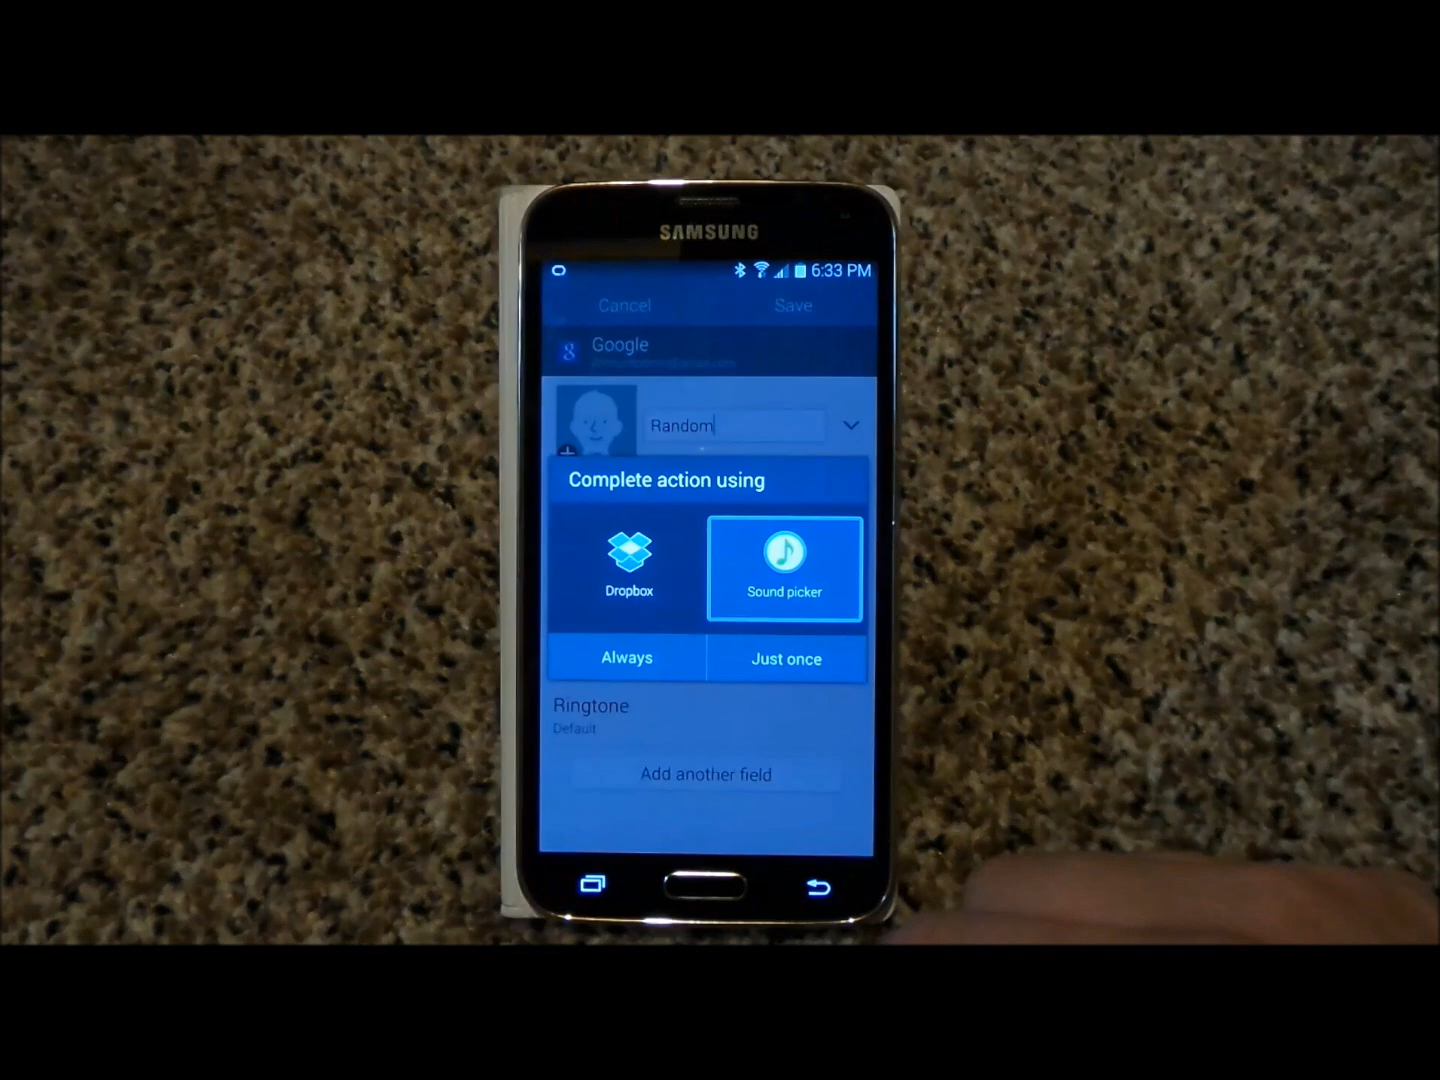 SAMSUNG
6:33 PM
Cancel Save
Google
Random
Complete action using
Dropbox Sound picker
Always Just once
Ringtone
Default
Add another field